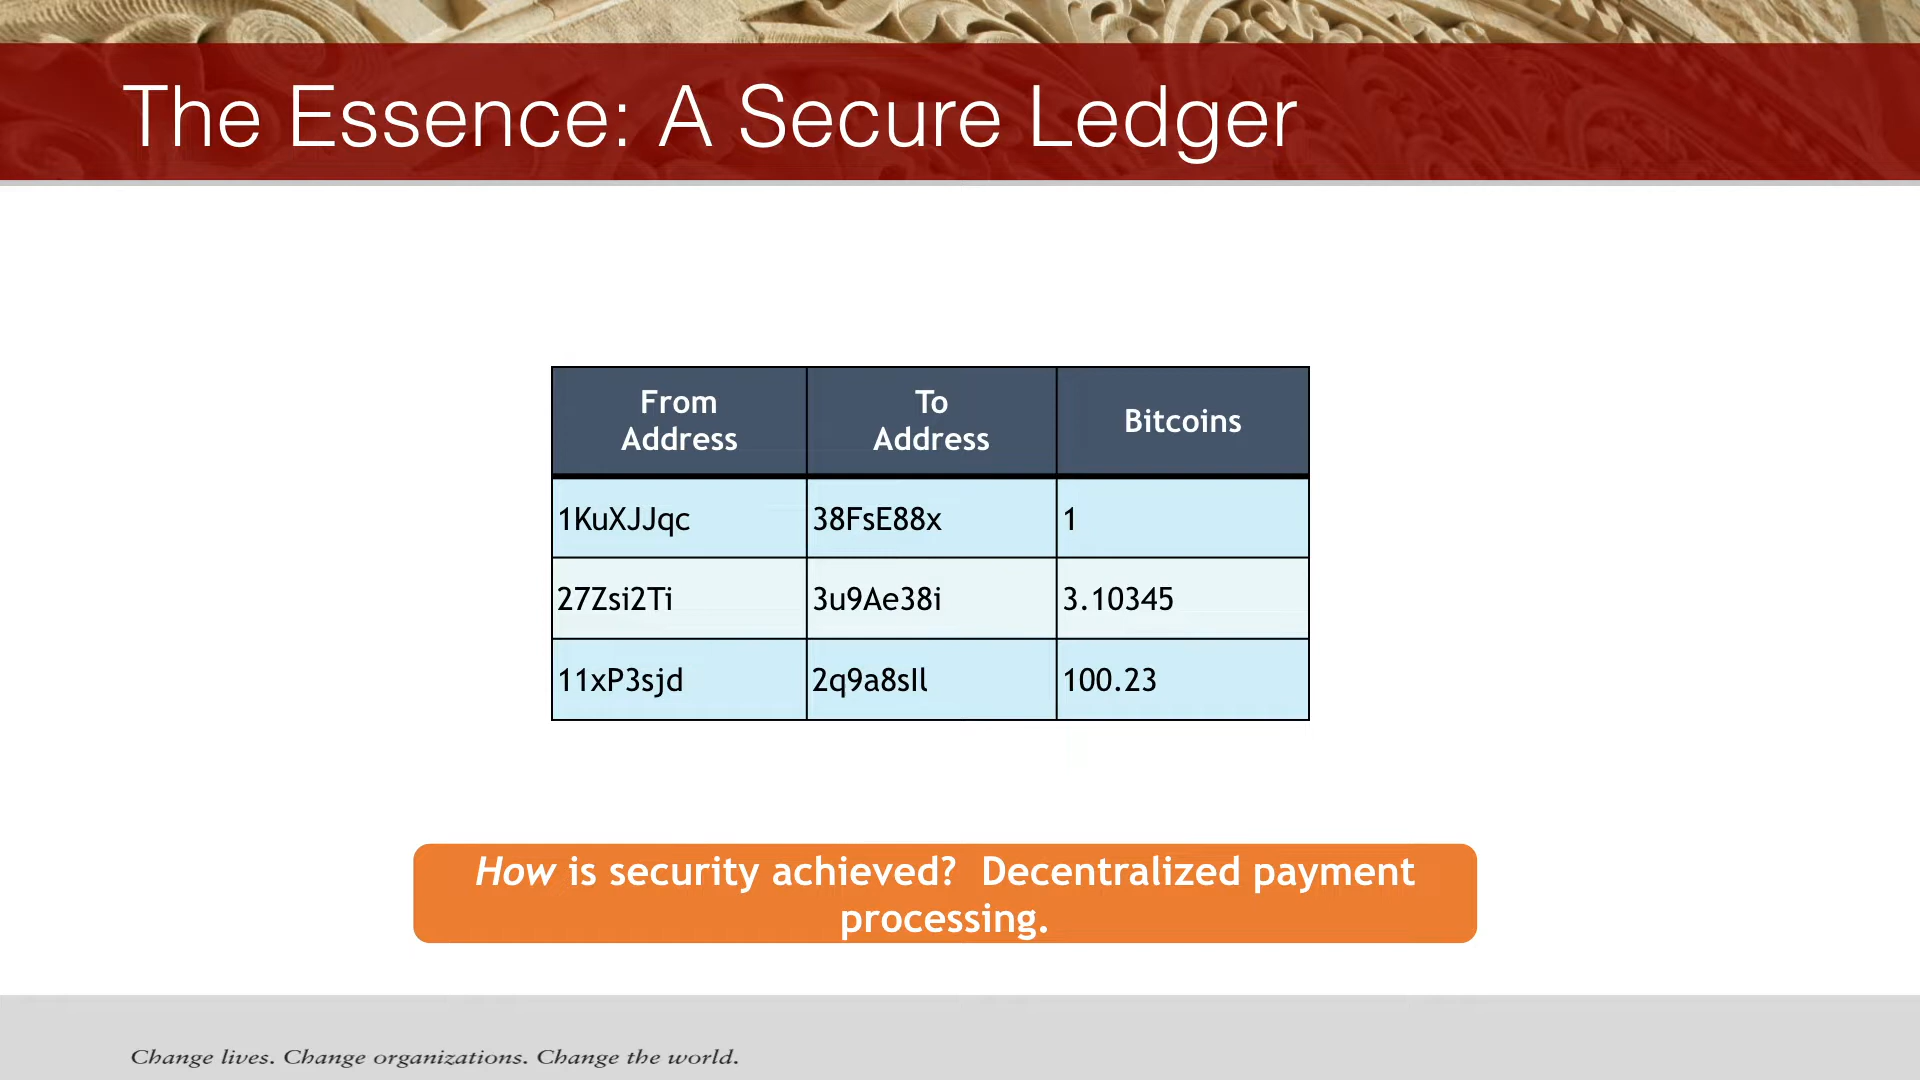 The Essence: A Secure Ledger
From Address
To Address
Bitcoins
1KuXJJqc
38FsE88x
1
27Zsi2Ti
3u9Ae38i
3.10345
11xP3sjd
2q9a8sIl
100.23
How is security achieved?  Decentralized payment
processing.
Change lives. Change organizations. Change the world.